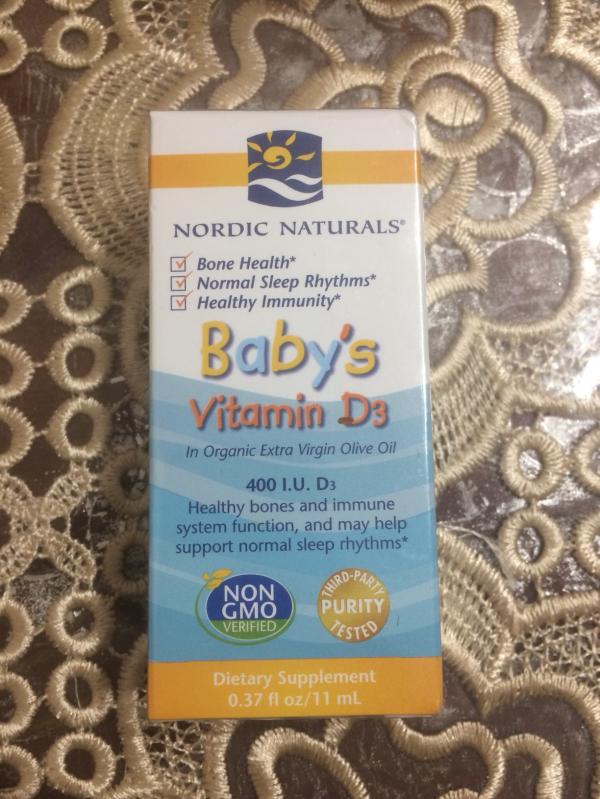 NORDIC NATURALS®
Bone Health*
Normal Sleep Rhythms*
Healthy Immunity*
Baby's
Vitamin D3
In Organic Extra Virgin Olive Oil
400 I.U. D3
Healthy bones and immune
system function, and may help
support normal sleep rhythms*
NON
GMO
VERIFIED
THIRD-PARTY
PURITY
TESTED
Dietary Supplement
0.37 fl oz/11 mL